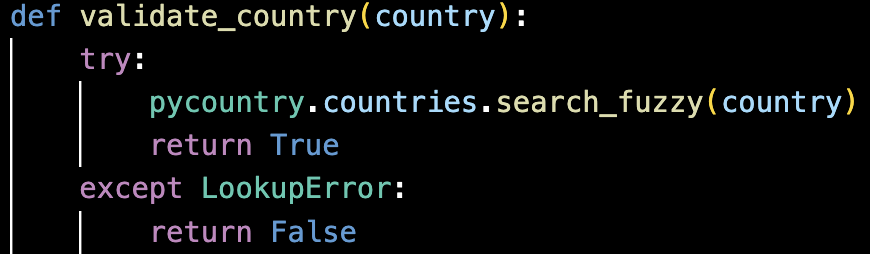 def validate_country(country):
    try:
        pycountry.countries.search_fuzzy(country)
        return True
    except LookupError:
        return False